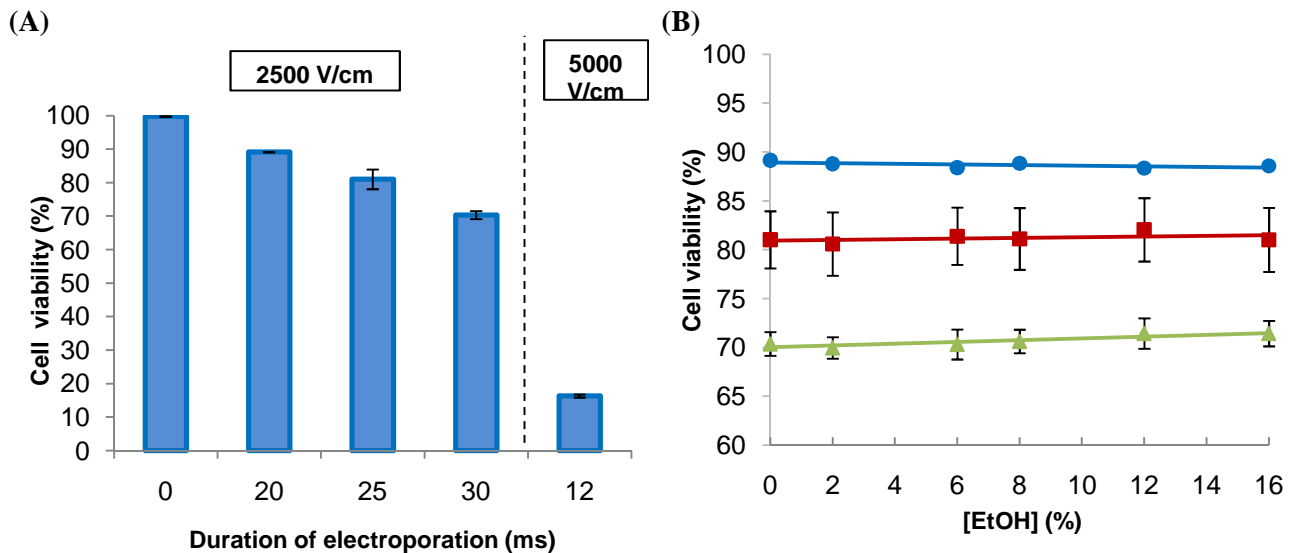 (A)
2500 V/cm
5000
V/cm
Cell viability (%)
100
90
80
70
60
50
40
30
20
10
0
0 20 25 30 12
Duration of electroporation (ms)
(B)
Cell viability (%)
100
95
90
85
80
75
70
65
60
0 2 4 6 8 10 12 14 16
[EtOH] (%)